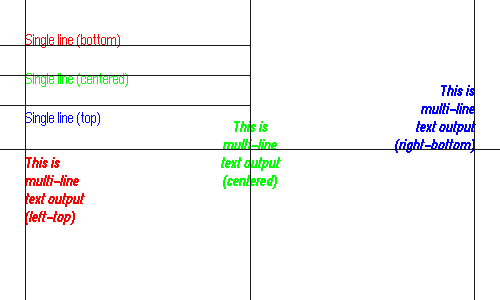 Single line (bottom)
Single line (centered)
Single line (top)
This is
multi-line
text output
(left-top)
This is
multi-line
text output
(centered)
This is
multi-line
text output
(right-bottom)